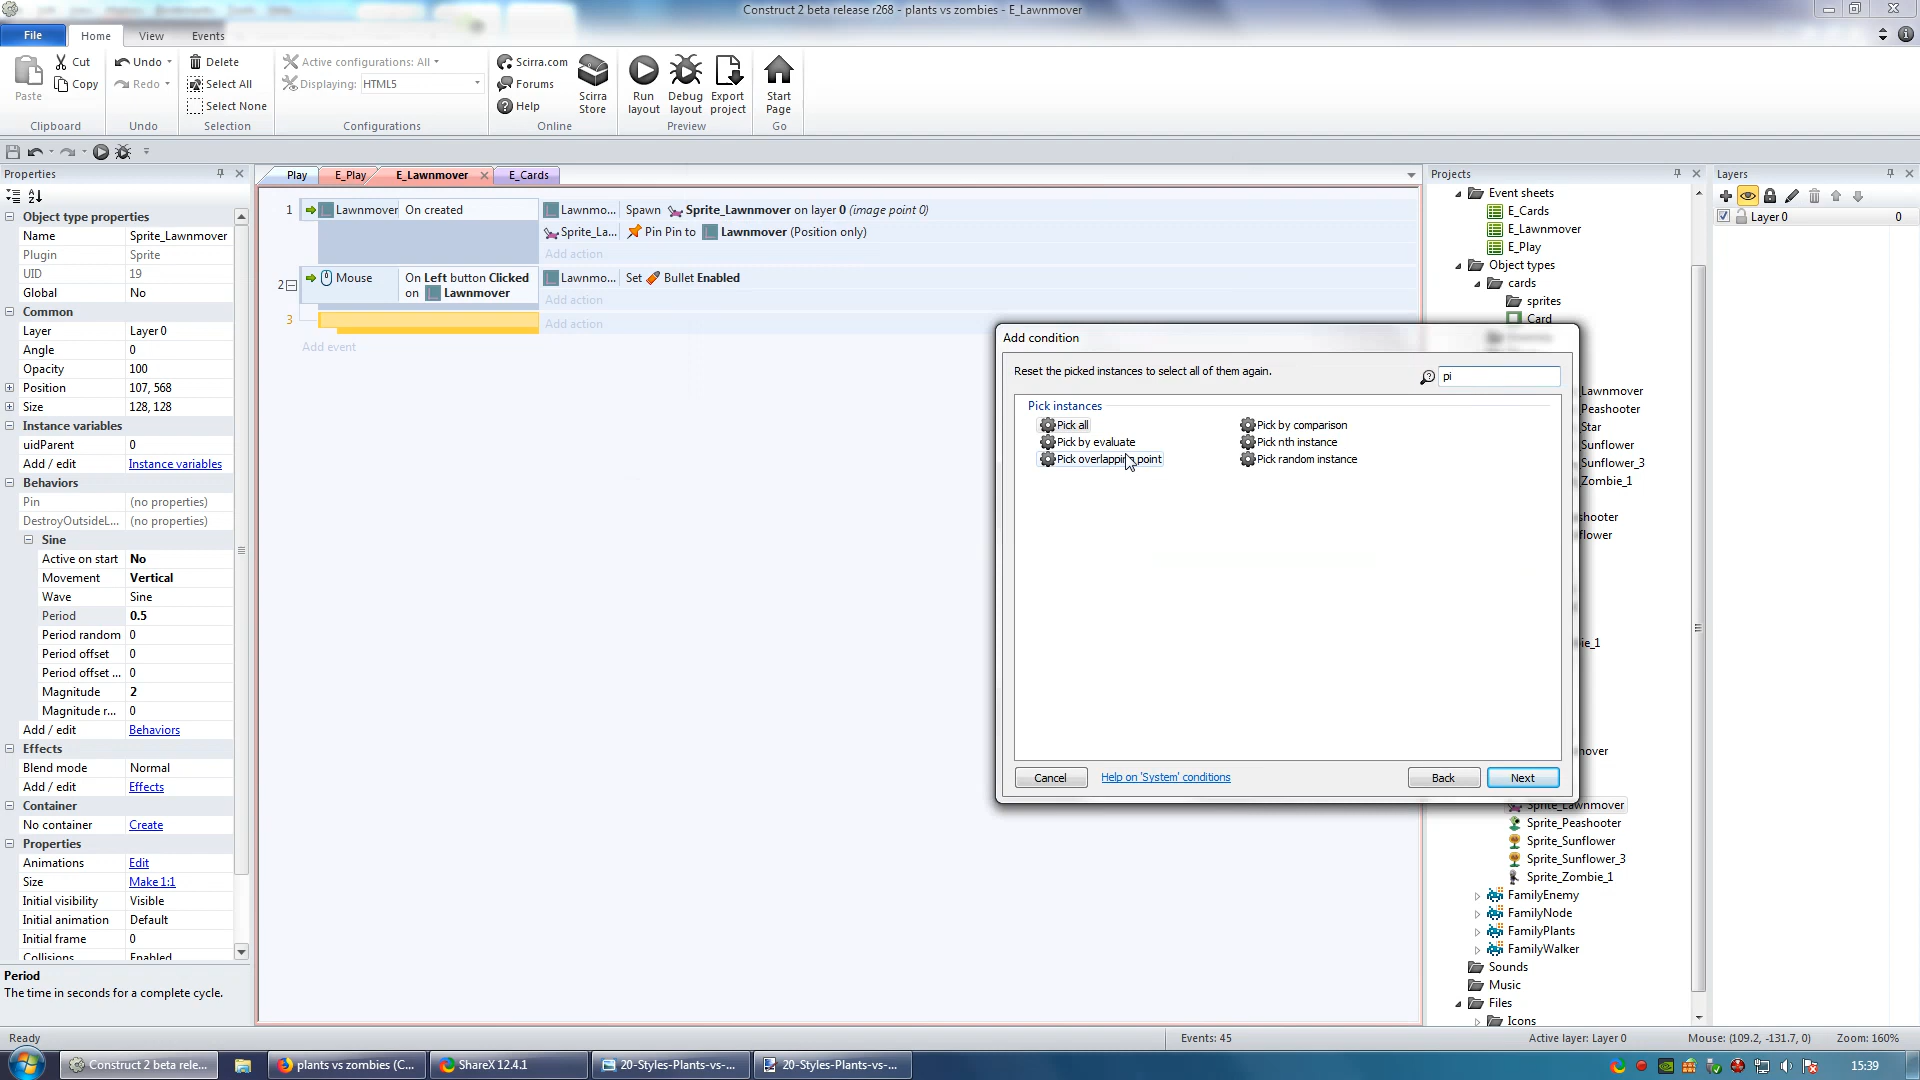 Construct 2 beta release r268 - plants vs zombies - E_Lawnmover
File
Home
View
Events
Paste
Cut
Copy
Clipboard
Undo
Redo
Undo
Delete
Select All
Select None
Selection
Active configurations: All
Displaying: HTML5
Configurations
Scirra.com
Forums
Help
Online
Scirra Store
Run layout
Debug layout
Export project
Preview
Start Page
Go
Properties
Object type properties
Name Sprite_Lawnmover
Plugin Sprite
UID 19
Global No
Common
Layer Layer 0
Angle 0
Opacity 100
Position 107, 568
Size 128, 128
Instance variables
uidParent 0
Add / edit Instance variables
Behaviors
Pin (no properties)
DestroyOutsideL... (no properties)
Sine
Active on start No
Movement Vertical
Wave Sine
Period 0.5
Period random 0
Period offset 0
Period offset ... 0
Magnitude 2
Magnitude r... 0
Add / edit Behaviors
Effects
Blend mode Normal
Add / edit Effects
Container
No container Create
Properties
Animations Edit
Size Make 1:1
Initial visibility Visible
Initial animation Default
Initial frame 0
Collisions Enabled
Period
The time in seconds for a complete cycle.
Play
E_Play
E_Lawnmover
E_Cards
1 Lawnmover On created
Lawnmo... Spawn Sprite_Lawnmover on layer 0 (image point 0)
Sprite_La... Pin Pin to Lawnmover (Position only)
Add action
2 Mouse On Left button Clicked on Lawnmover
Lawnmo... Set Bullet Enabled
Add action
3
Add action
Add event
Add condition
Reset the picked instances to select all of them again.
pi
Pick instances
Pick all
Pick by comparison
Pick by evaluate
Pick nth instance
Pick overlapping point
Pick random instance
Cancel
Help on 'System' conditions
Back
Next
Projects
Event sheets
E_Cards
E_Lawnmover
E_Play
Object types
cards
sprites
Card
Lawnmover
Peashooter
Star
Sunflower
Sunflower_3
Zombie_1
shooter
flower
ie_1
mover
Sprite_Lawnmover
Sprite_Peashooter
Sprite_Sunflower
Sprite_Sunflower_3
Sprite_Zombie_1
FamilyEnemy
FamilyNode
FamilyPlants
FamilyWalker
Sounds
Music
Files
Icons
Layers
Layer 0 0
Ready
Events: 45
Active layer: Layer 0
Mouse: (109.2, -131.7, 0)
Zoom: 160%
Construct 2 beta rele...
plants vs zombies (C...
ShareX 12.4.1
20-Styles-Plants-vs-...
20-Styles-Plants-vs-...
15:39